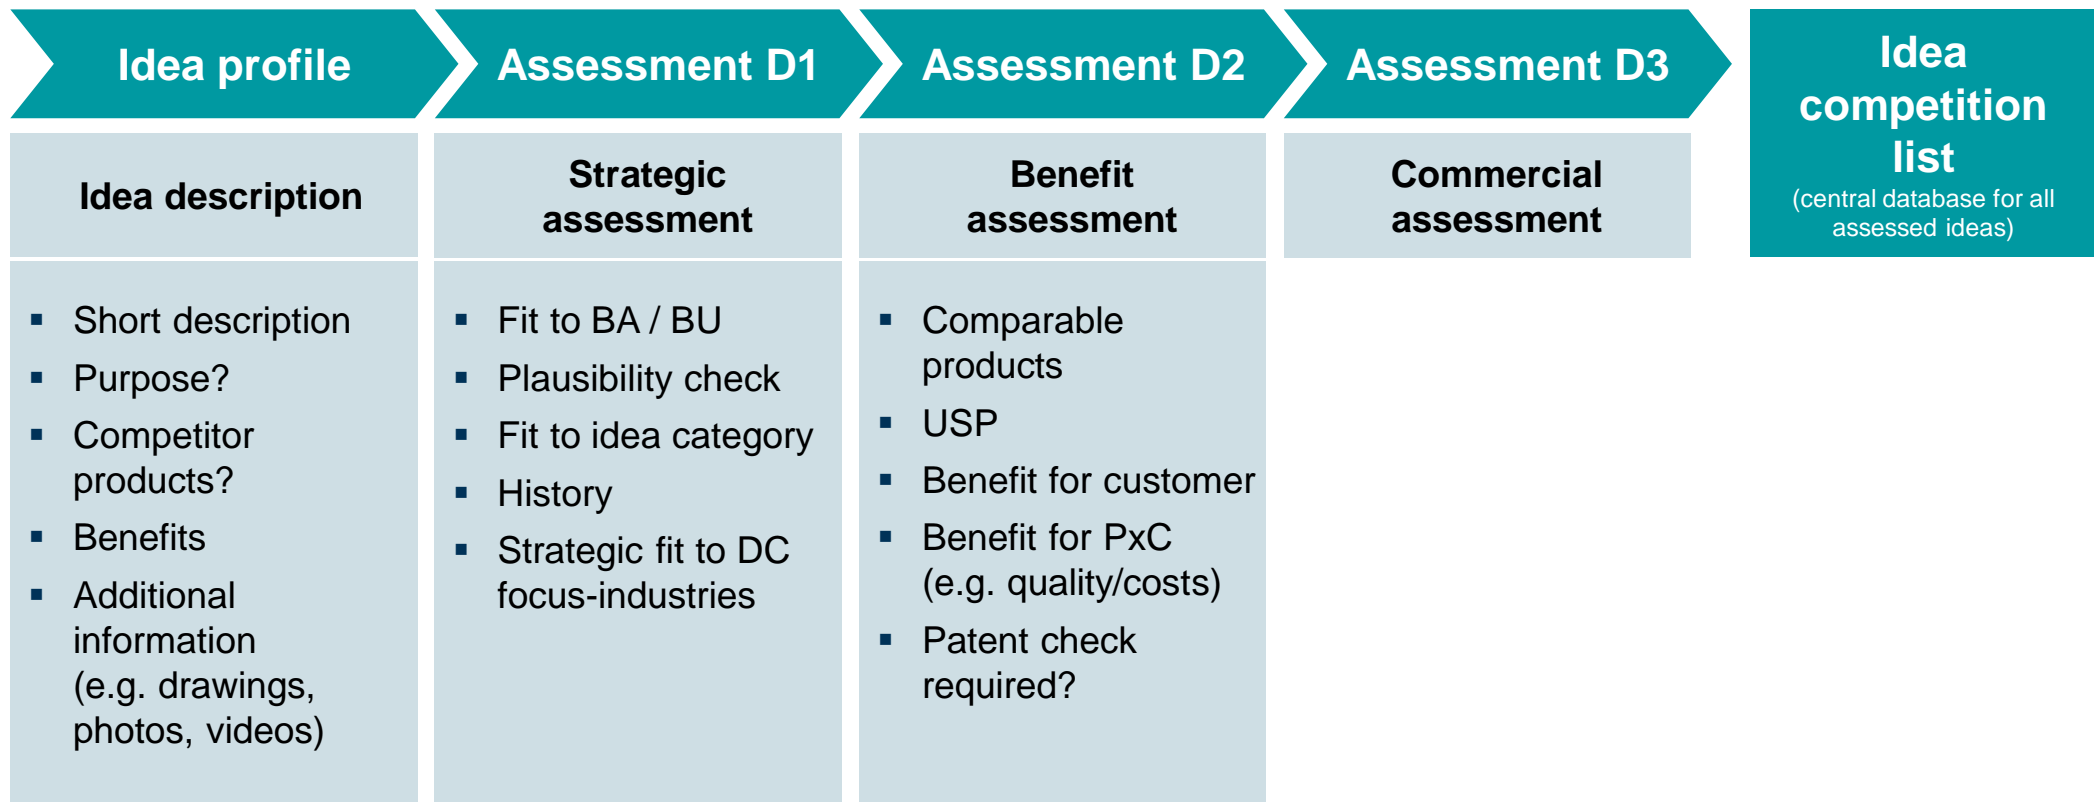 Idea profile
Assessment D1
Assessment D2
Assessment D3
Idea
competition
list
(central database for all
assessed ideas)
Idea description
Strategic
assessment
Benefit
assessment
Commercial
assessment
▪ Short description
▪ Purpose?
▪ Competitor
products?
▪ Benefits
▪ Additional
information
(e.g. drawings,
photos, videos)
▪ Fit to BA / BU
▪ Plausibility check
▪ Fit to idea category
▪ History
▪ Strategic fit to DC
focus-industries
▪ Comparable
products
▪ USP
▪ Benefit for customer
▪ Benefit for PxC
(e.g. quality/costs)
▪ Patent check
required?